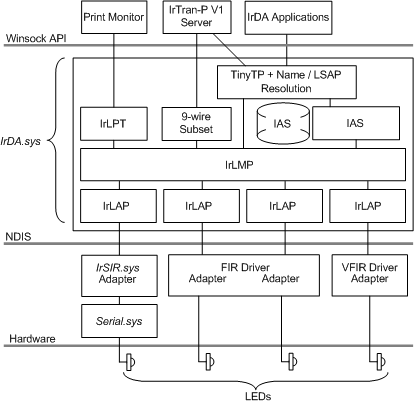 Print Monitor
IrTran-P V1
Server
IrDA Applications
Winsock API
TinyTP + Name / LSAP
Resolution
IrDA.sys
IrLPT
9-wire
Subset
IAS
IAS
IrLMP
IrLAP
IrLAP
IrLAP
IrLAP
NDIS
IrSIR.sys
Adapter
FIR Driver
Adapter
Adapter
VFIR Driver
Adapter
Serial.sys
Hardware
LEDs